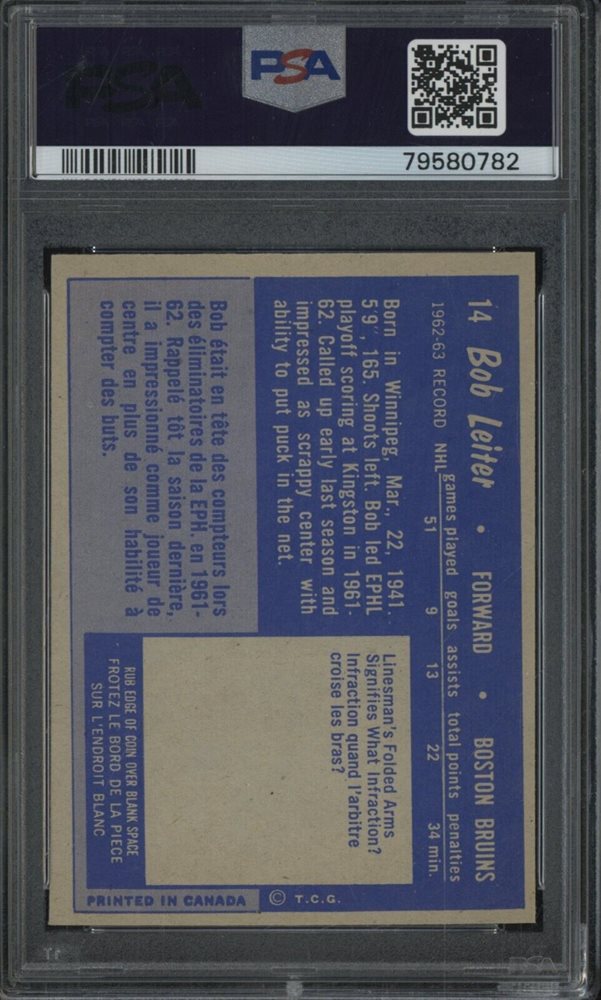 PSA
PSA
79580782
14 Bob Leiter • FORWARD • BOSTON BRUINS
games played goals assists total points penalties
1962-63 RECORD NHL 51 9 13 22 34 min.
Born in Winnipeg, Mar., 22, 1941.
5'9', 165. Shoots left. Bob led EPHL
playoff scoring at Kingston in 1961-
62. Called up early last season and
impressed as scrappy center with
ability to put puck in the net.
Bob était en tête des compteurs lors
des éliminatoires de la EPH. en 1961-
62. Rappelé tôt la saison dernière,
il a impressionné comme joueur de
centre en plus de son habilité à
compter des buts.
Linesman's Folded Arms
Signifies What Infraction?
Infraction quand l'arbitre
croise les bras?
RUB EDGE OF COIN OVER BLANK SPACE
FROTEZ LE BORD DE LA PIECE
SUR L'ENDROIT BLANC
PRINTED IN CANADA
© T.C.G.
TF
PSA